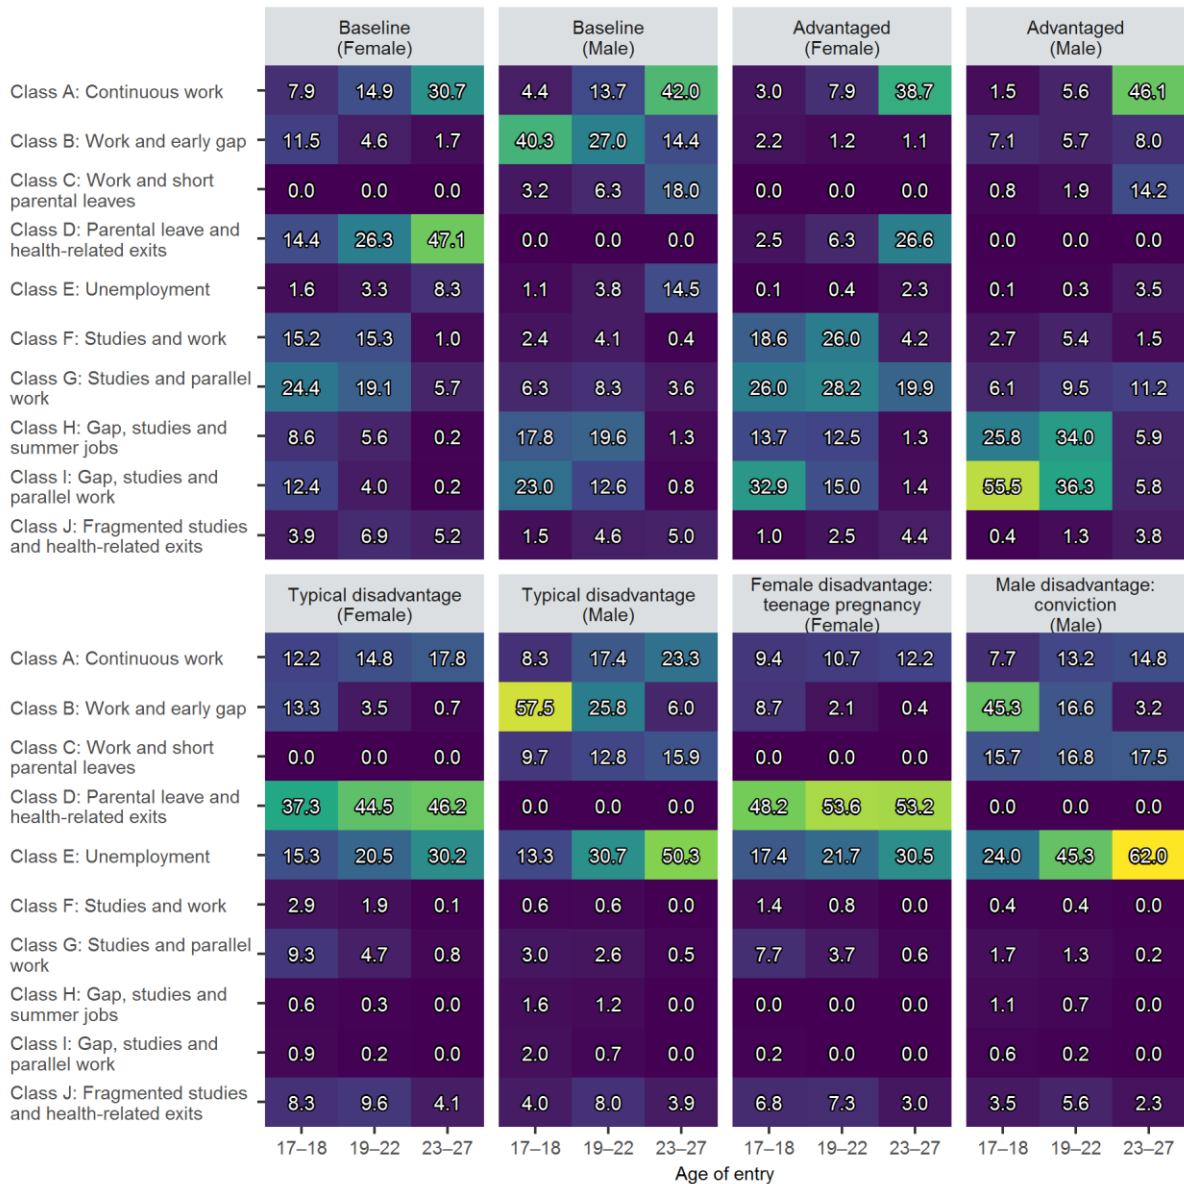 Baseline
(Female)
Baseline
(Male)
Advantaged
(Female)
Advantaged
(Male)
Class A: Continuous work 7.9 14.9 30.7 4.4 13.7 42.0 3.0 7.9 38.7 1.5 5.6 46.1
Class B: Work and early gap 11.5 4.6 1.7 40.3 27.0 14.4 2.2 1.2 1.1 7.1 5.7 8.0
Class C: Work and short
parental leaves 0.0 0.0 0.0 3.2 6.3 18.0 0.0 0.0 0.0 0.8 1.9 14.2
Class D: Parental leave and
health-related exits 14.4 26.3 47.1 0.0 0.0 0.0 2.5 6.3 26.6 0.0 0.0 0.0
Class E: Unemployment 1.6 3.3 8.3 1.1 3.8 14.5 0.1 0.4 2.3 0.1 0.3 3.5
Class F: Studies and work 15.2 15.3 1.0 2.4 4.1 0.4 18.6 26.0 4.2 2.7 5.4 1.5
Class G: Studies and parallel
work 24.4 19.1 5.7 6.3 8.3 3.6 26.0 28.2 19.9 6.1 9.5 11.2
Class H: Gap, studies and
summer jobs 8.6 5.6 0.2 17.8 19.6 1.3 13.7 12.5 1.3 25.8 34.0 5.9
Class I: Gap, studies and
parallel work 12.4 4.0 0.2 23.0 12.6 0.8 32.9 15.0 1.4 55.5 36.3 5.8
Class J: Fragmented studies
and health-related exits 3.9 6.9 5.2 1.5 4.6 5.0 1.0 2.5 4.4 0.4 1.3 3.8
Typical disadvantage
(Female)
Typical disadvantage
(Male)
Female disadvantage:
teenage pregnancy
(Female)
Male disadvantage:
conviction
(Male)
Class A: Continuous work 12.2 14.8 17.8 8.3 17.4 23.3 9.4 10.7 12.2 7.7 13.2 14.8
Class B: Work and early gap 13.3 3.5 0.7 57.5 25.8 6.0 8.7 2.1 0.4 45.3 16.6 3.2
Class C: Work and short
parental leaves 0.0 0.0 0.0 9.7 12.8 15.9 0.0 0.0 0.0 15.7 16.8 17.5
Class D: Parental leave and
health-related exits 37.3 44.5 46.2 0.0 0.0 0.0 48.2 53.6 53.2 0.0 0.0 0.0
Class E: Unemployment 15.3 20.5 30.2 13.3 30.7 50.3 17.4 21.7 30.5 24.0 45.3 62.0
Class F: Studies and work 2.9 1.9 0.1 0.6 0.6 0.0 1.4 0.8 0.0 0.4 0.4 0.0
Class G: Studies and parallel
work 9.3 4.7 0.8 3.0 2.6 0.5 7.7 3.7 0.6 1.7 1.3 0.2
Class H: Gap, studies and
summer jobs 0.6 0.3 0.0 1.6 1.2 0.0 0.0 0.0 0.0 1.1 0.7 0.0
Class I: Gap, studies and
parallel work 0.9 0.2 0.0 2.0 0.7 0.0 0.2 0.0 0.0 0.6 0.2 0.0
Class J: Fragmented studies
and health-related exits 8.3 9.6 4.1 4.0 8.0 3.9 6.8 7.3 3.0 3.5 5.6 2.3
17–18 19–22 23–27 17–18 19–22 23–27 17–18 19–22 23–27 17–18 19–22 23–27
Age of entry